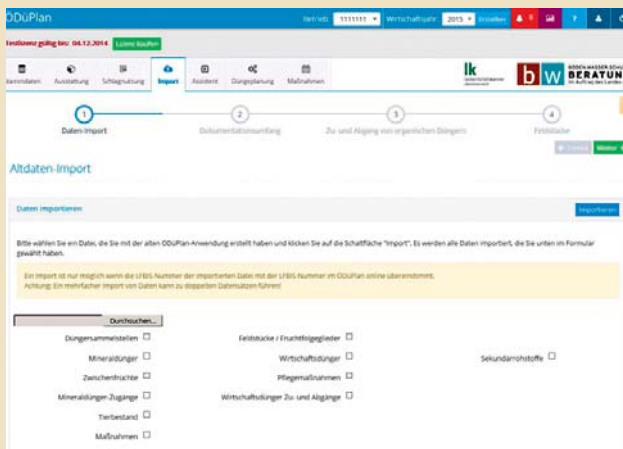 ÖDüPlan Betrieb: 1111111 Wirtschaftsjahr: 2015 Erstellen ?
Testlizenz gültig bis: 04.12.2014 Lizenz kaufen
Ausstattung Schlagnutzung Import Assistent Düngeplanung Maßnahmen
lk bw BODEN.WASSER.SCHU
BERATUN
Im Auftrag des Landes
1 2 3 4
Daten-Import Dokumentationsumfang Zu- und Abgang von organischen Düngern Feldstücke
Zurück Weiter
Altdaten-Import
Daten importieren Importieren
Bitte wählen Sie ein Datei, die Sie mit der alten ÖDüPlan-Anwendung erstellt haben und klicken Sie auf die Schaltfläche "Import". Es werden alle Daten importiert, die Sie unten im Formular
gewählt haben.
Ein Import ist nur möglich wenn die LFBIS Nummer der importierten Datei mit der LFBIS Nummer im ÖDüPlan online übereinstimmt.
Achtung: Ein mehrfacher Import von Daten kann zu doppelten Datensätzen führen!
Durchsuchen...
Düngersammelstellen Feldstücke / Fruchtfolgeglieder
Mineraldünger Wirtschaftsdünger Sekundärrohstoffe
Zwischenfrüchte Pflegemaßnahmen
Mineraldünger-Zugänge Wirtschaftsdünger Zu- und Abgänge
Tierbestand
Maßnahmen